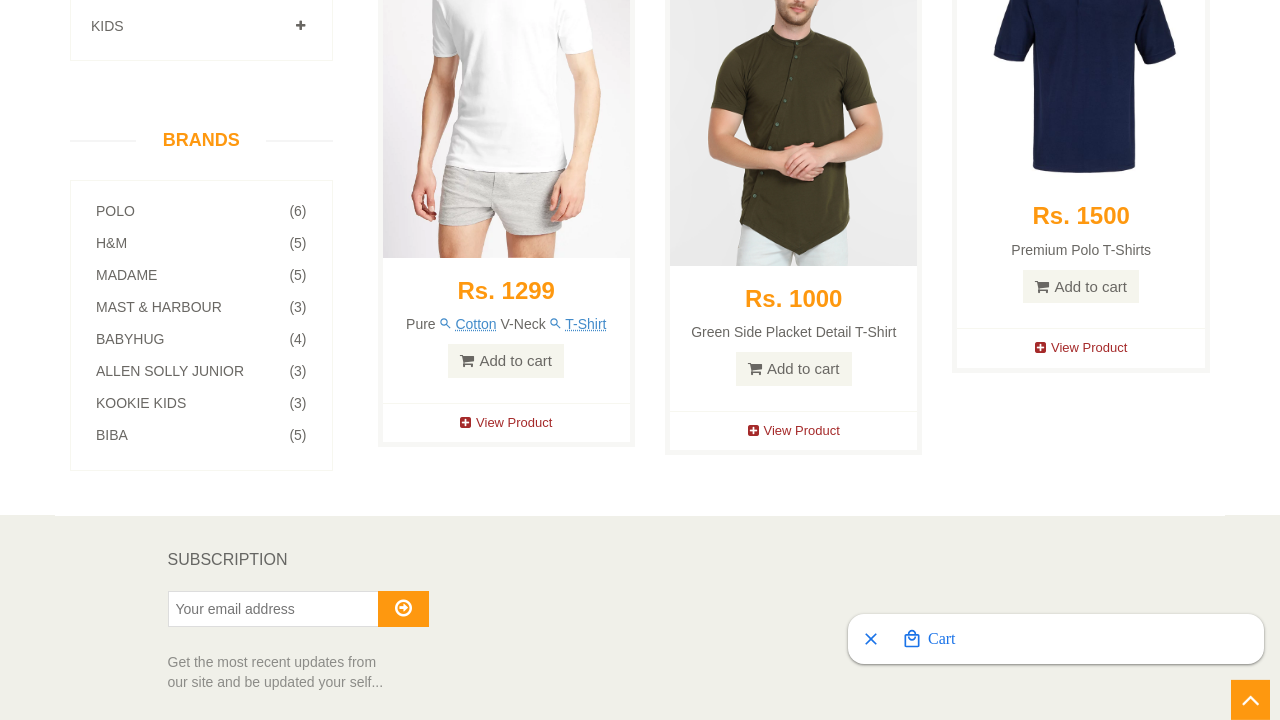 KIDS
BRANDS
POLO (6)
H&M (5)
MADAME (5)
MAST & HARBOUR (3)
BABYHUG (4)
ALLEN SOLLY JUNIOR (3)
KOOKIE KIDS (3)
BIBA (5)
Rs. 1299
Pure Cotton V-Neck T-Shirt
Add to cart
View Product
Rs. 1000
Green Side Placket Detail T-Shirt
Add to cart
View Product
Rs. 1500
Premium Polo T-Shirts
Add to cart
View Product
SUBSCRIPTION
Your email address
Get the most recent updates from
our site and be updated your self...
Cart